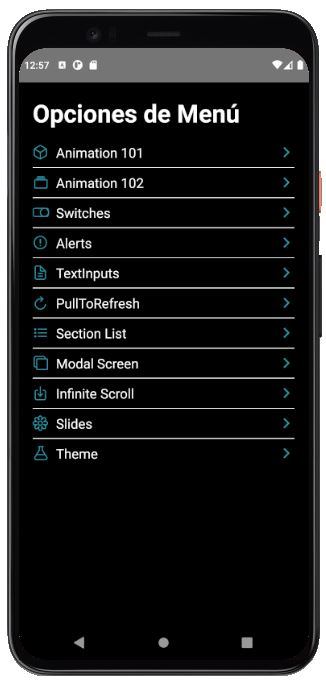 12:57
Opciones de Menú
Animation 101
Animation 102
Switches
Alerts
TextInputs
PullToRefresh
Section List
Modal Screen
Infinite Scroll
Slides
Theme